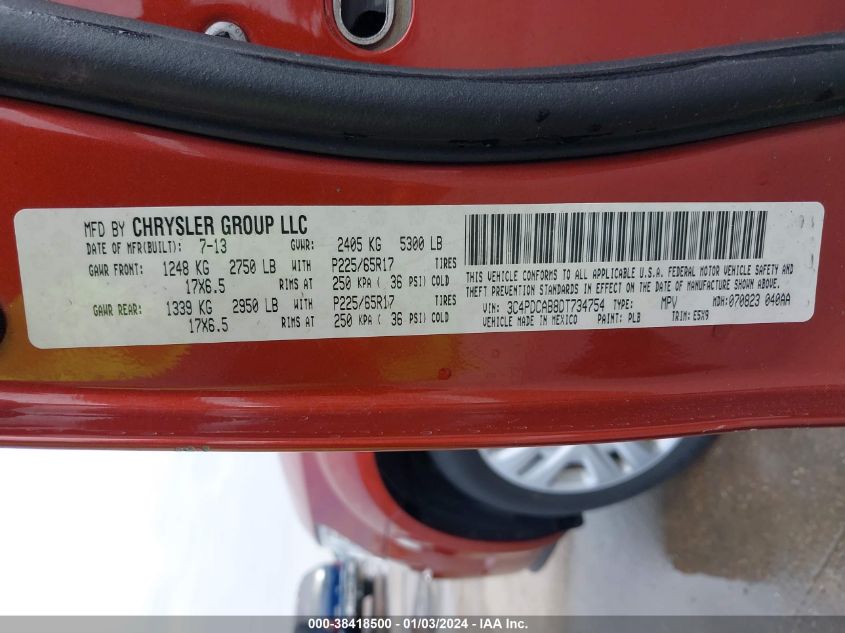 MFD BY CHRYSLER GROUP LLC
DATE OF MFR(BUILT): 7-13 GVWR: 2405 KG 5300 LB
GAWR FRONT: 1248 KG 2750 LB WITH P225/65R17 TIRES
17X6.5 RIMS AT 250 KPA ( 36 PSI) COLD
GAWR REAR: 1339 KG 2950 LB WITH P225/65R17 TIRES
17X6.5 RIMS AT 250 KPA ( 36 PSI) COLD
THIS VEHICLE CONFORMS TO ALL APPLICABLE U.S.A. FEDERAL MOTOR VEHICLE SAFETY AND
THEFT PREVENTION STANDARDS IN EFFECT ON THE DATE OF MANUFACTURE SHOWN ABOVE.
VIN: 3C4PDCAB8DT734754 TYPE: MPV MDH:070823 040AA
VEHICLE MADE IN MEXICO PAINT: PLB TRIM: E5X9
000-38418500 - 01/03/2024 - IAA Inc.